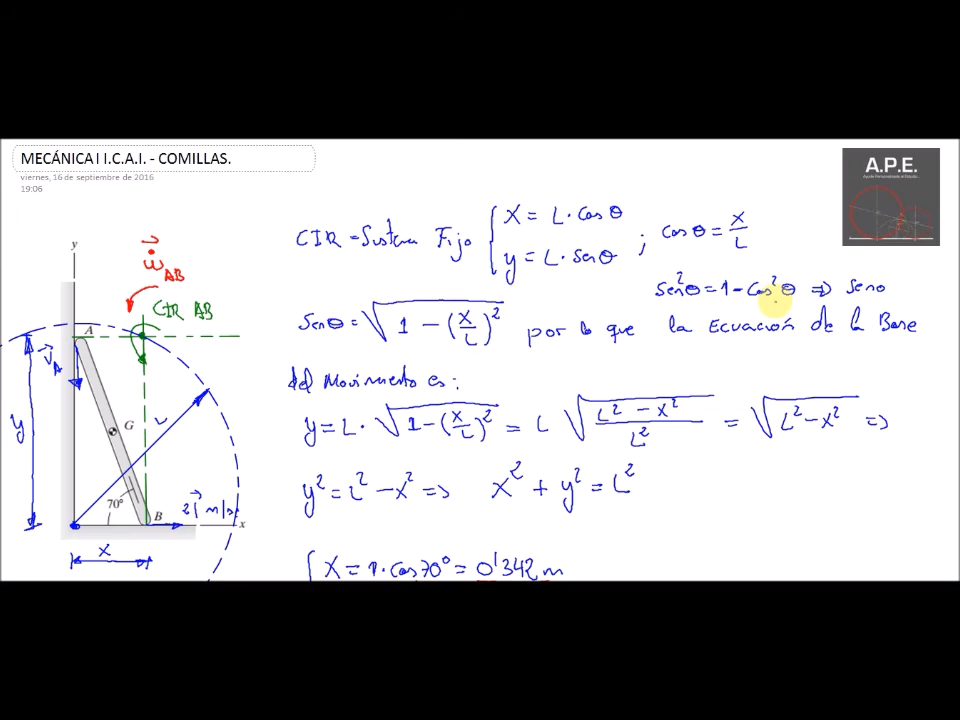 MECÁNICA I I.C.A.I. - COMILLAS.
viernes, 16 de septiembre de 2016
19:06
A.P.E.
CIR = Sistema Fijo { X = L·cos θ
y = L·sen θ ; cos θ = X/L
Sen²θ = 1 - Cos²θ ⇒ Seno
Senθ = √(1 - (X/L)²) por lo que la Ecuación de la Base
del Movimiento es:
y = L·√(1 - (X/L)²) = L √((L² - X²)/L²) = √(L² - X²) ⇒
y² = L² - X² ⇒ X² + y² = L²
{ X = 1·cos 70° = 0'342 m
y
ω AB
CIR AB
A
V A
y
L
G
70°
B
2 i m/s
x
X